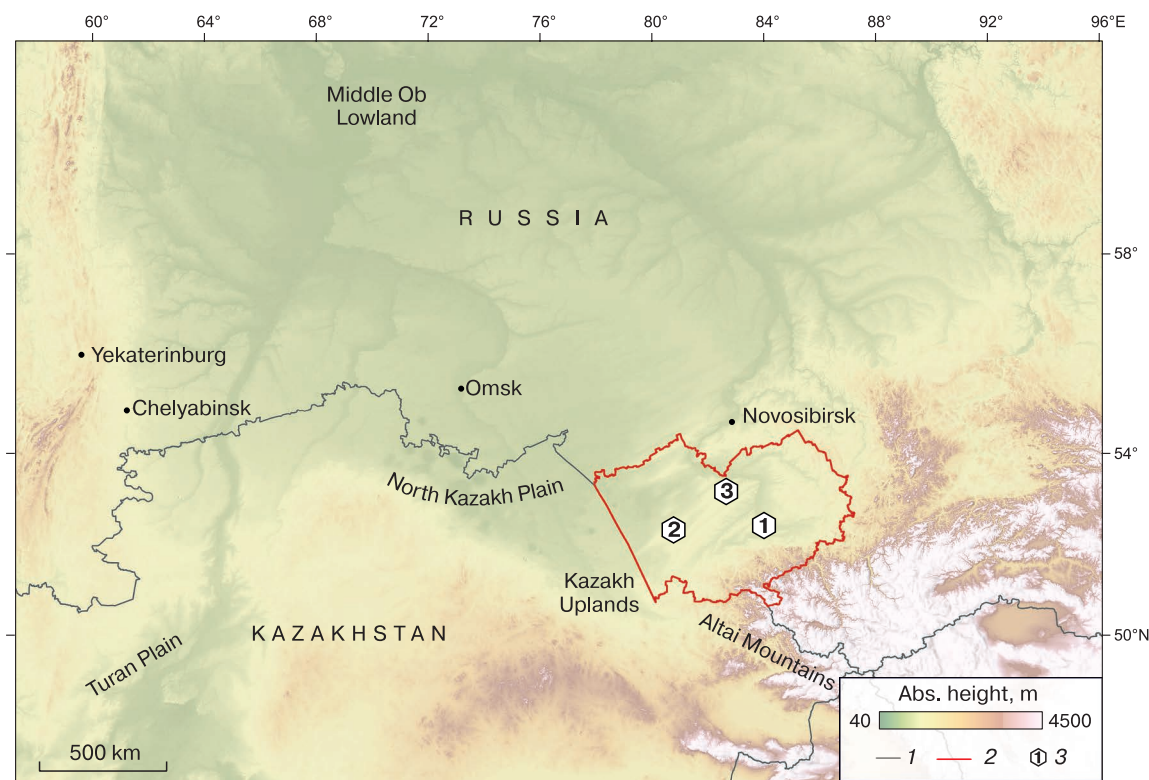 60° 64° 68° 72° 76° 80° 84° 88° 92° 96°E
Middle Ob
Lowland
RUSSIA
58°
Yekaterinburg
Omsk
Chelyabinsk
Novosibirsk
54°
North Kazakh Plain
3
2
1
Kazakh
Uplands
KAZAKHSTAN
Altai Mountains
50°N
Turan Plain
Abs. height, m
40 4500
500 km
1 2 1 3